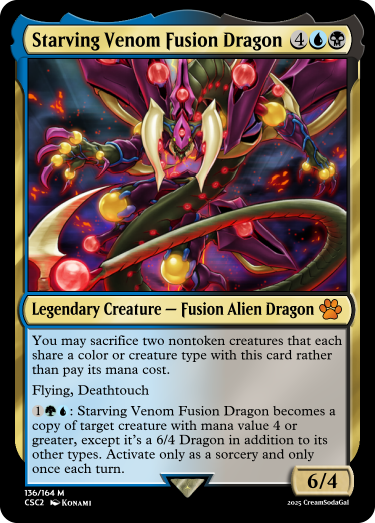 Starving Venom Fusion Dragon 4
Legendary Creature — Fusion Alien Dragon
You may sacrifice two nontoken creatures that each
share a color or creature type with this card rather
than pay its mana cost.
Flying, Deathtouch
1: Starving Venom Fusion Dragon becomes a
copy of target creature with mana value 4 or
greater, except it's a 6/4 Dragon in addition to its
other types. Activate only as a sorcery and only
once each turn.
6/4
136/164 M
CSC2 KONAMI
2025 CreamSodaGal